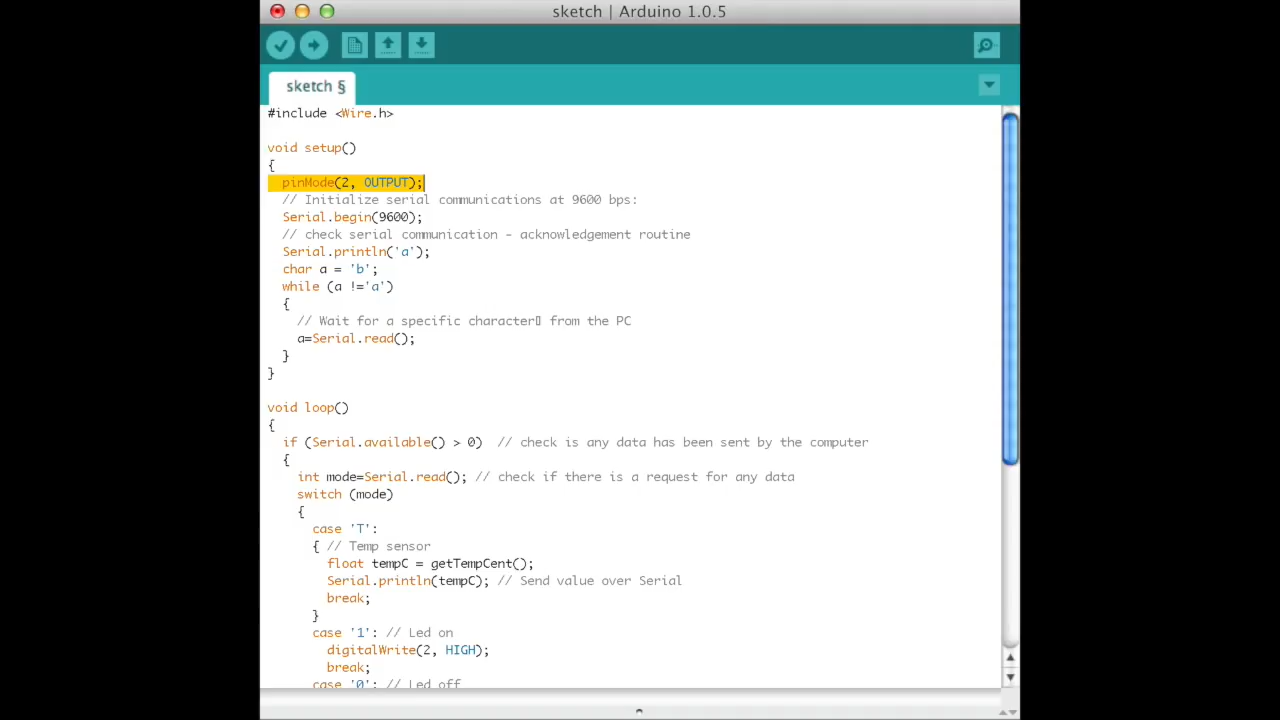 sketch | Arduino 1.0.5
sketch §
#include <Wire.h>
void setup()
{
pinMode(2, OUTPUT);
// Initialize serial communications at 9600 bps:
Serial.begin(9600);
// check serial communication - acknowledgement routine
Serial.println('a');
char a = 'b';
while (a !='a')
{
// Wait for a specific character▯ from the PC
a=Serial.read();
}
}
void loop()
{
if (Serial.available() > 0)  // check is any data has been sent by the computer
{
int mode=Serial.read(); // check if there is a request for any data
switch (mode)
{
case 'T':
{ // Temp sensor
float tempC = getTempCent();
Serial.println(tempC); // Send value over Serial
break;
}
case '1': // Led on
digitalWrite(2, HIGH);
break;
case '0': // Led off